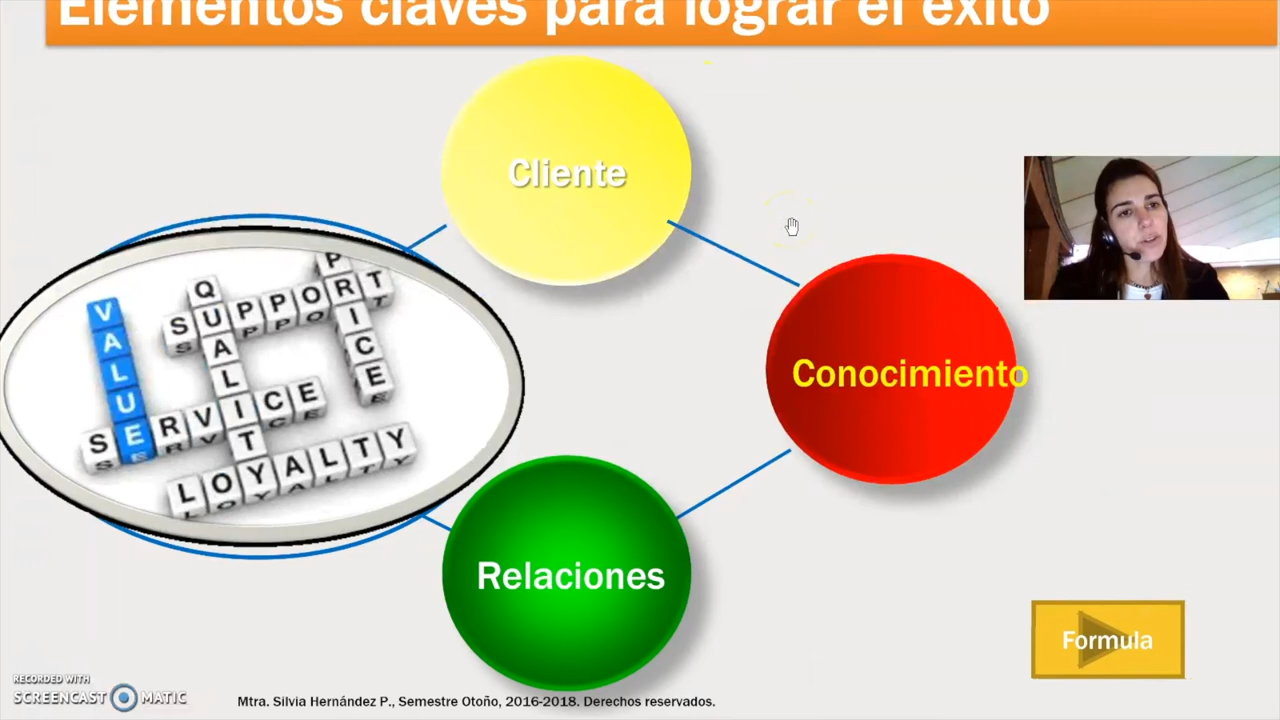 Elementos claves para lograr el éxito
Cliente
Conocimiento
Relaciones
VALUE
QUALITY
SUPPORT
PRICE
SERVICE
LOYALTY
Formula
RECORDED WITH
SCREENCAST MATIC
Mtra. Silvia Hernández P., Semestre Otoño, 2016-2018. Derechos reservados.